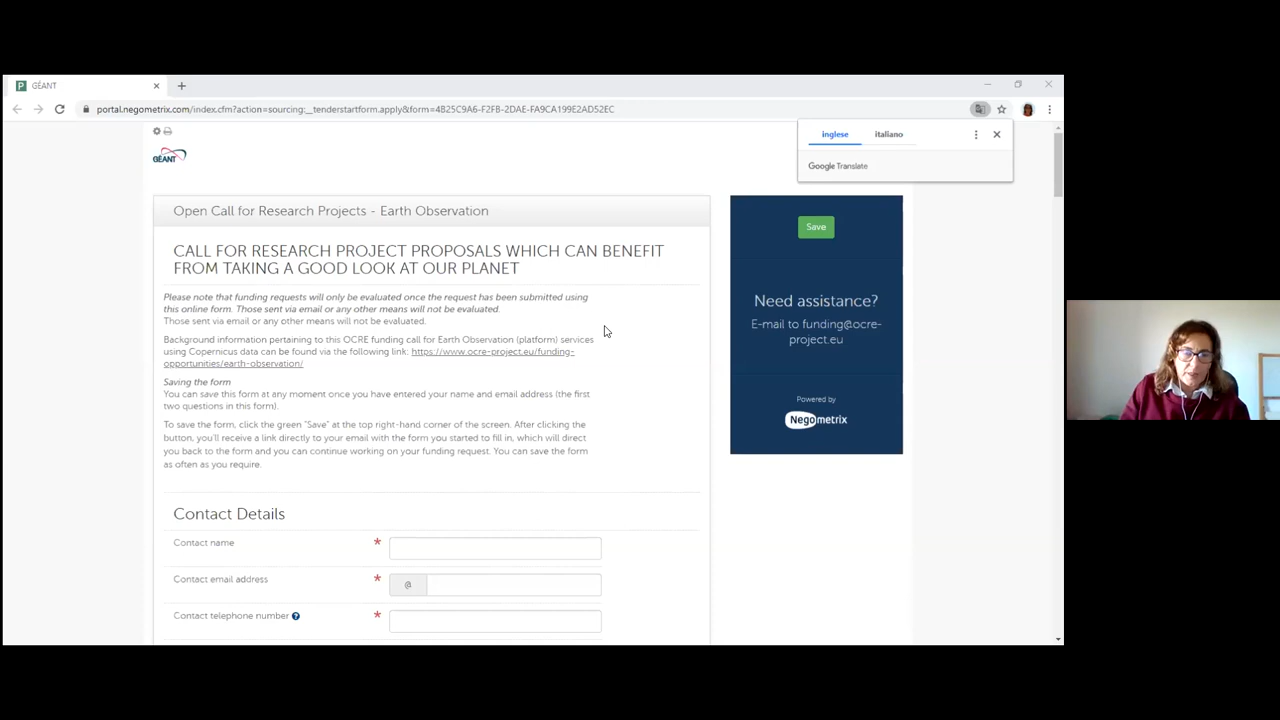 GÉANT
portal.negometrix.com/index.cfm?action=sourcing:__tenderstartform.apply&form=4B25C9A6-F2FB-2DAE-FA9CA199E2AD52EC
inglese italiano
Google Translate
GÉANT
Open Call for Research Projects - Earth Observation
CALL FOR RESEARCH PROJECT PROPOSALS WHICH CAN BENEFIT
FROM TAKING A GOOD LOOK AT OUR PLANET
Please note that funding requests will only be evaluated once the request has been submitted using
this online form. Those sent via email or any other means will not be evaluated.
Those sent via email or any other means will not be evaluated.
Background information pertaining to this OCRE funding call for Earth Observation (platform) services
using Copernicus data can be found via the following link: https://www.ocre-project.eu/funding-
opportunities/earth-observation/
Saving the form
You can save this form at any moment once you have entered your name and email address (the first
two questions in this form).
To save the form, click the green "Save" at the top right-hand corner of the screen. After clicking the
button, you'll receive a link directly to your email with the form you started to fill in, which will direct
you back to the form and you can continue working on your funding request. You can save the form
as often as you require.
Contact Details
Contact name *
Contact email address * @
Contact telephone number ? *
Save
Need assistance?
E-mail to funding@ocre-
project.eu
Powered by
Negometrix